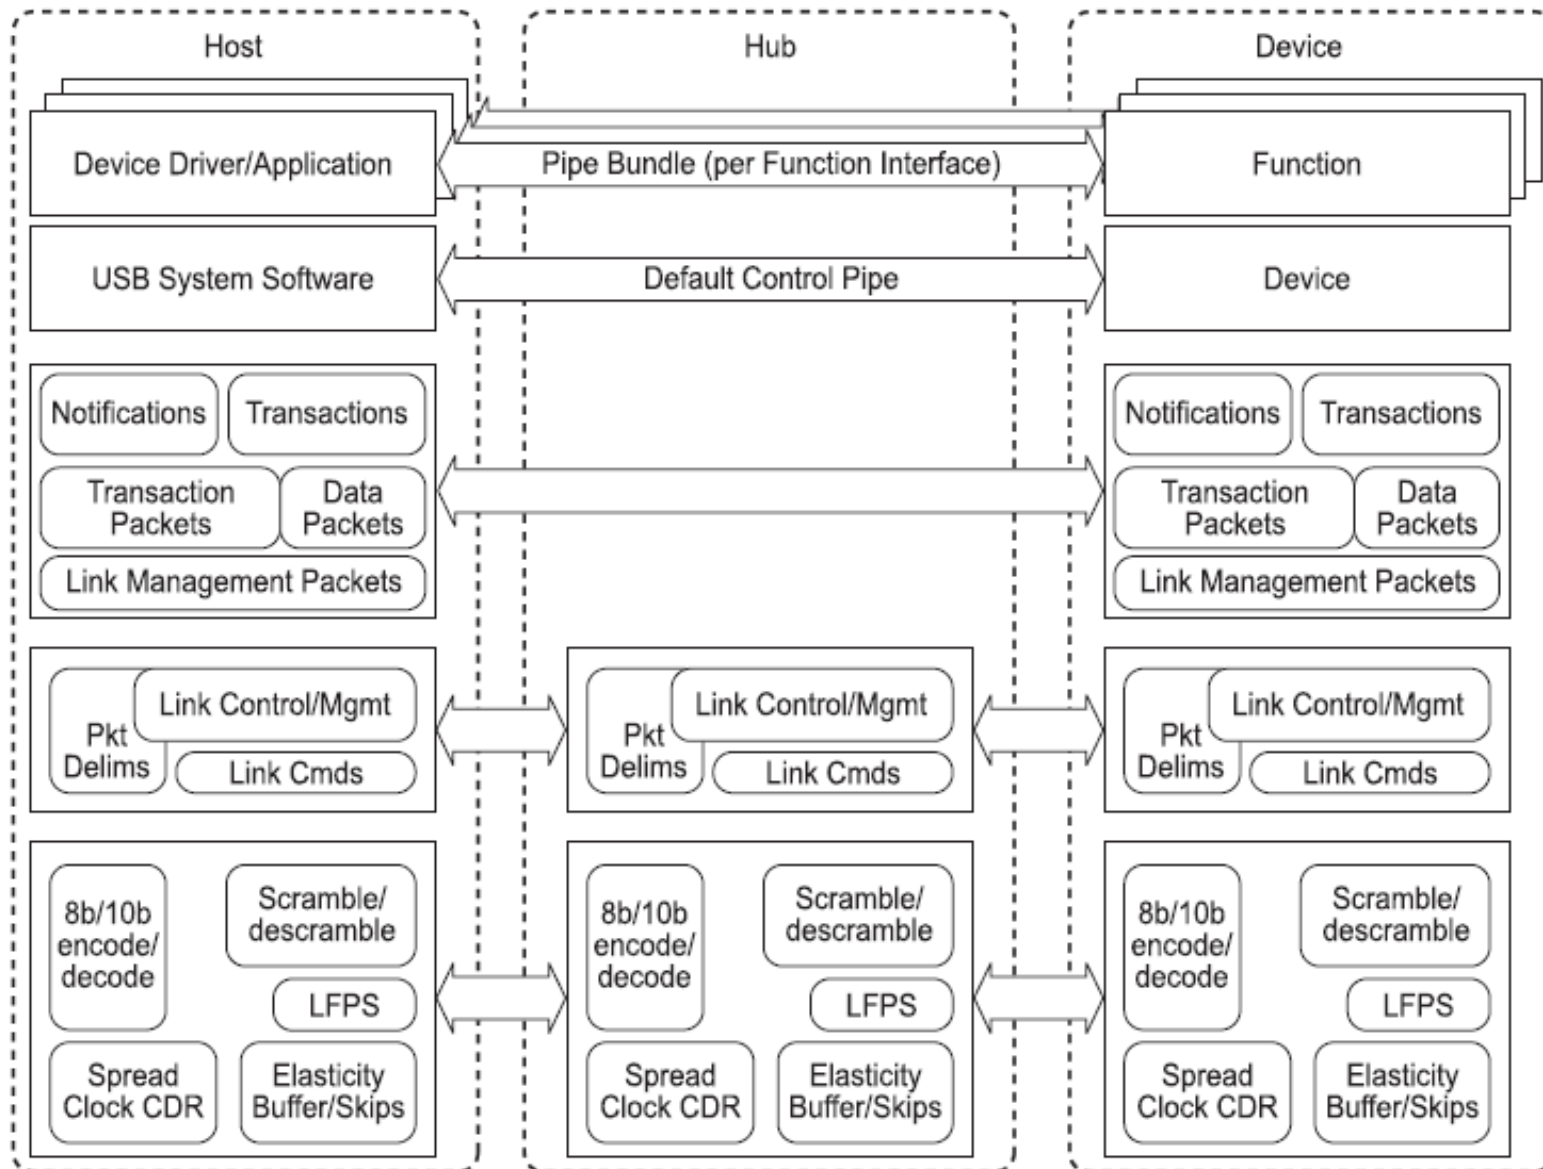 Host
Hub
Device
Device Driver/Application
Pipe Bundle (per Function Interface)
Function
USB System Software
Default Control Pipe
Device
Notifications
Transactions
Transaction
Packets
Data
Packets
Link Management Packets
Notifications
Transactions
Transaction
Packets
Data
Packets
Link Management Packets
Link Control/Mgmt
Pkt
Delims
Link Cmds
Link Control/Mgmt
Pkt
Delims
Link Cmds
Link Control/Mgmt
Pkt
Delims
Link Cmds
8b/10b
encode/
decode
Scramble/
descramble
LFPS
Spread
Clock CDR
Elasticity
Buffer/Skips
8b/10b
encode/
decode
Scramble/
descramble
LFPS
Spread
Clock CDR
Elasticity
Buffer/Skips
8b/10b
encode/
decode
Scramble/
descramble
LFPS
Spread
Clock CDR
Elasticity
Buffer/Skips